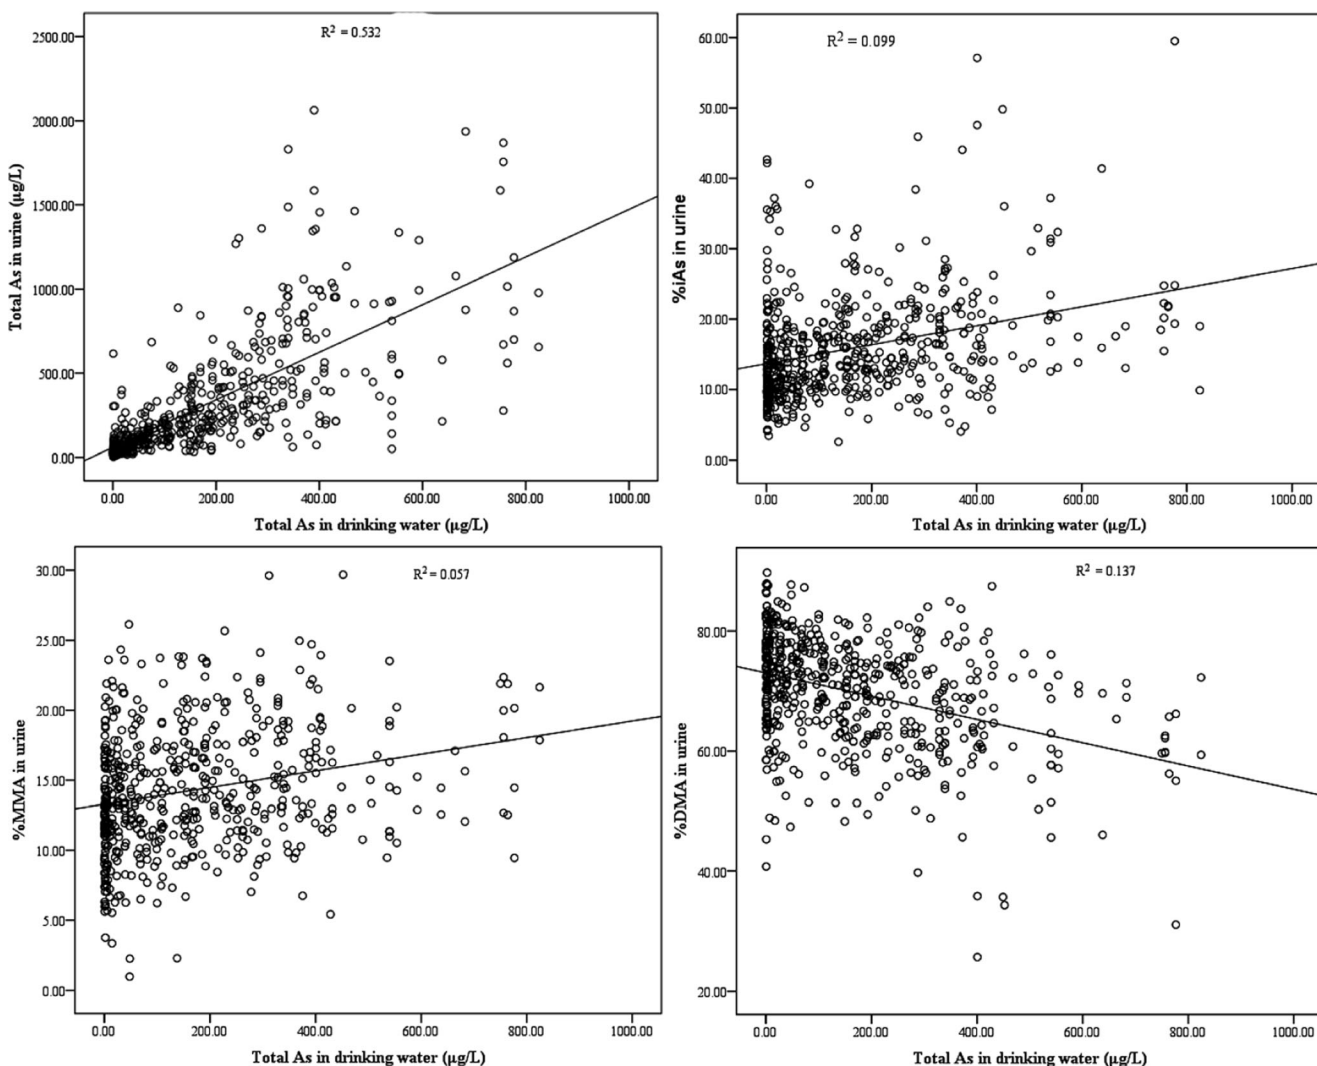 R² = 0.532
2500.00
2000.00
1500.00
1000.00
500.00
0.00
Total As in urine (µg/L)
0.00 200.00 400.00 600.00 800.00 1000.00
Total As in drinking water (µg/L)
R² = 0.099
60.00
50.00
40.00
30.00
20.00
10.00
0.00
%iAs in urine
0.00 200.00 400.00 600.00 800.00 1000.00
Total As in drinking water (µg/L)
R² = 0.057
30.00
25.00
20.00
15.00
10.00
5.00
0.00
%MMA in urine
0.00 200.00 400.00 600.00 800.00 1000.00
Total As in drinking water (µg/L)
R² = 0.137
80.00
60.00
40.00
20.00
%DMA in urine
0.00 200.00 400.00 600.00 800.00 1000.00
Total As in drinking water (µg/L)